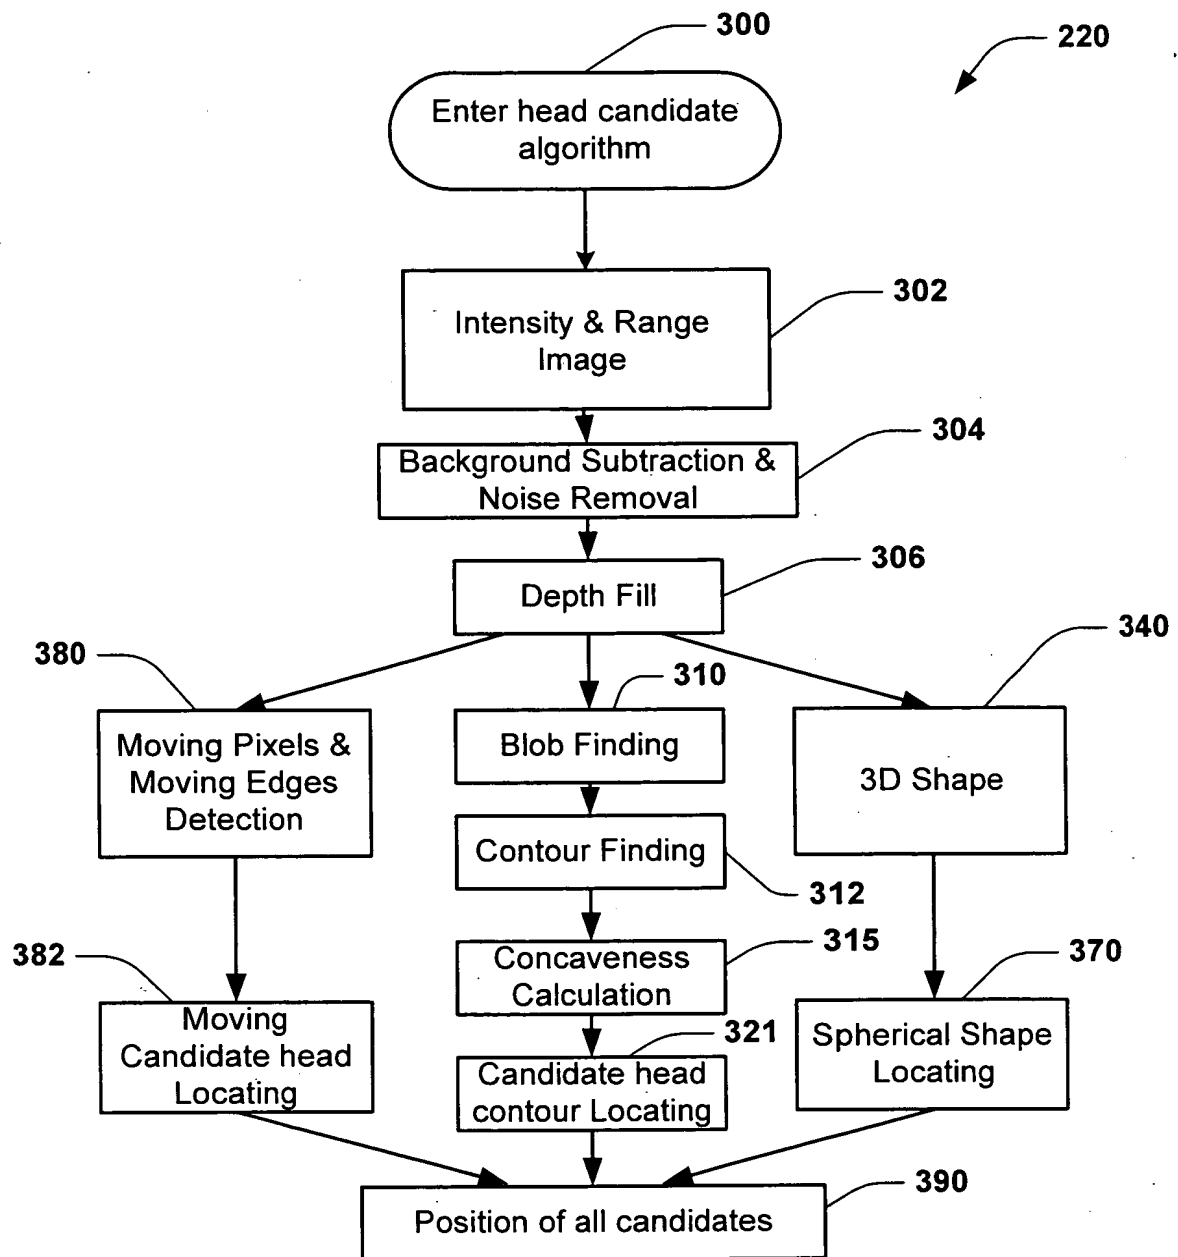 300
220
Enter head candidate
algorithm
302
Intensity & Range
Image
304
Background Subtraction &
Noise Removal
306
Depth Fill
380
310
340
Moving Pixels &
Moving Edges
Detection
Blob Finding
3D Shape
Contour Finding
312
382
315
370
Concaveness
Calculation
Moving
Candidate head
Locating
321
Candidate head
contour Locating
Spherical Shape
Locating
390
Position of all candidates